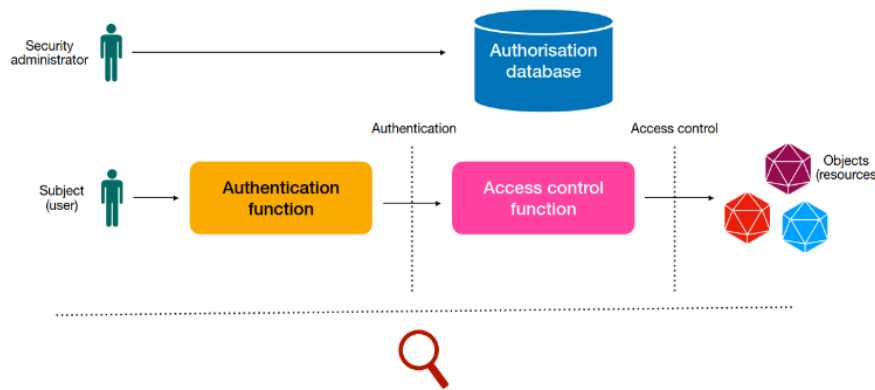 Security
administrator
Authorisation
database
Authentication
Access control
Subject
(user)
Authentication
function
Access control
function
Objects
(resources